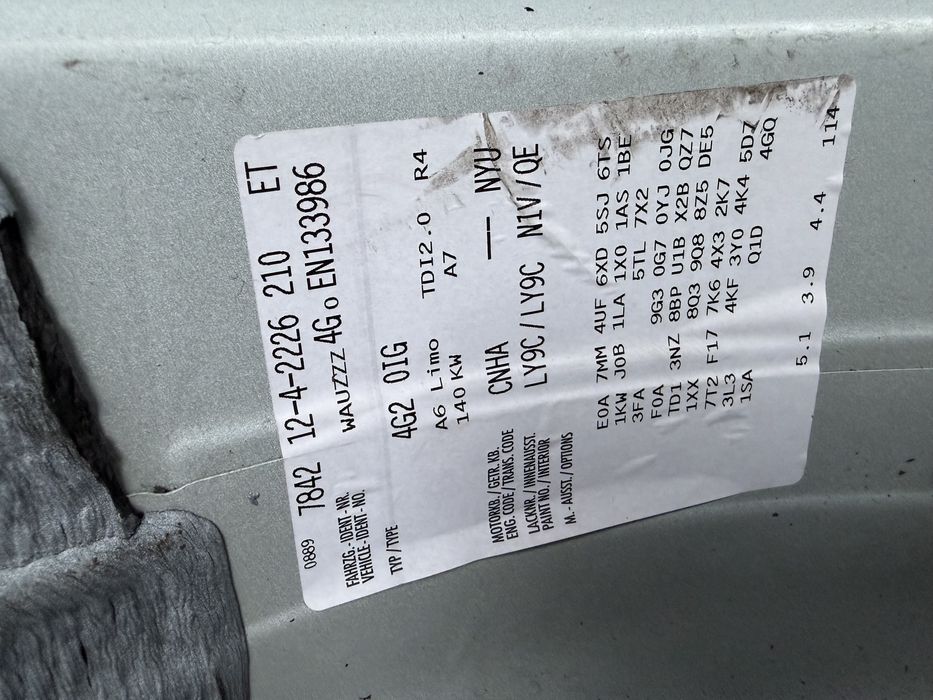 0889 7842 12-4-2226 210 ET
FAHRZG.-IDENT-NR.
VEHICLE-IDENT-NO. WAUZZZ 4G0 EN133986
TYP/TYPE 4G2 0IG
A6 Limo TDI2.0 R4
140 KW A7
MOTORKB./GETR.KB.
ENG. CODE/TRANS. CODE CNHA --- NYU
LACKNR./INNENAUSST.
PAINT NO./INTERIOR LY9C/LY9C N1V/QE
M.-AUSST./OPTIONS
E0A 7MM 4UF 6XD 5SJ 6TS
1KW J0B 1LA 1X0 1AS 1BE
3FA 5TL 7X2
F0A 9G3 0G7 0YJ 0JG
TD1 3NZ 8BP U1B X2B QZ7
1XX 8Q3 9Q8 8Z5 DE5
7T2 F17 7K6 4X3 2K7
3L3 4KF 3Y0 4K4 5DZ
1SA Q1D 4GQ
5.1 3.9 4.4 114